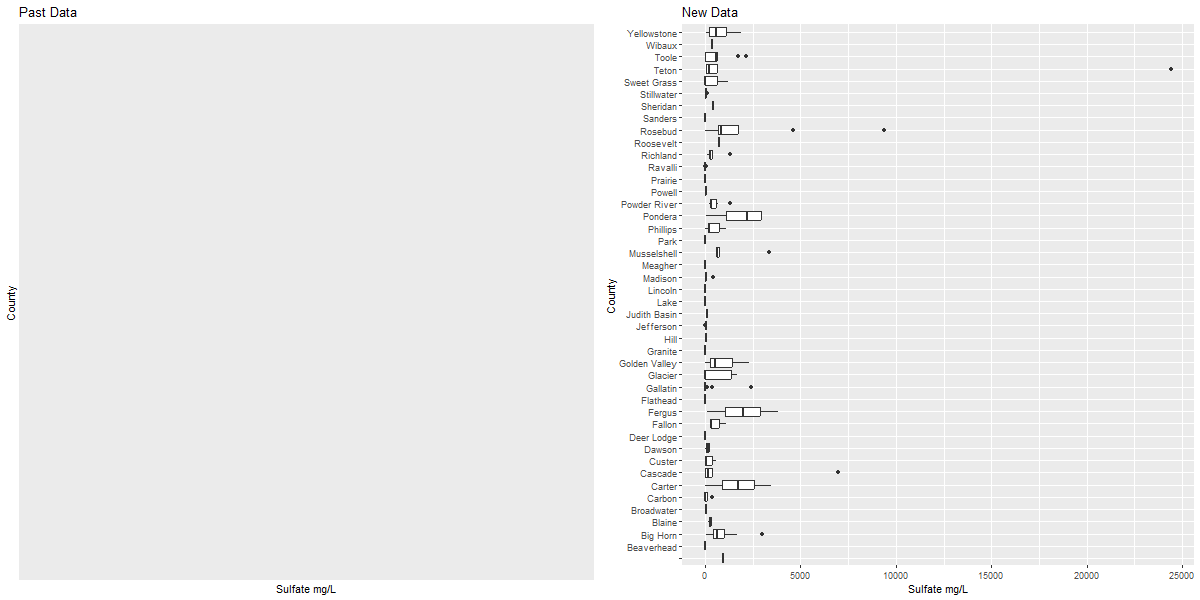 Past Data
County
Sulfate mg/L
New Data
County
Yellowstone
Wibaux
Toole
Teton
Sweet Grass
Stillwater
Sheridan
Sanders
Rosebud
Roosevelt
Richland
Ravalli
Prairie
Powell
Powder River
Pondera
Phillips
Park
Musselshell
Meagher
Madison
Lincoln
Lake
Judith Basin
Jefferson
Hill
Granite
Golden Valley
Glacier
Gallatin
Flathead
Fergus
Fallon
Deer Lodge
Dawson
Custer
Cascade
Carter
Carbon
Broadwater
Blaine
Big Horn
Beaverhead
0 5000 10000 15000 20000 25000
Sulfate mg/L